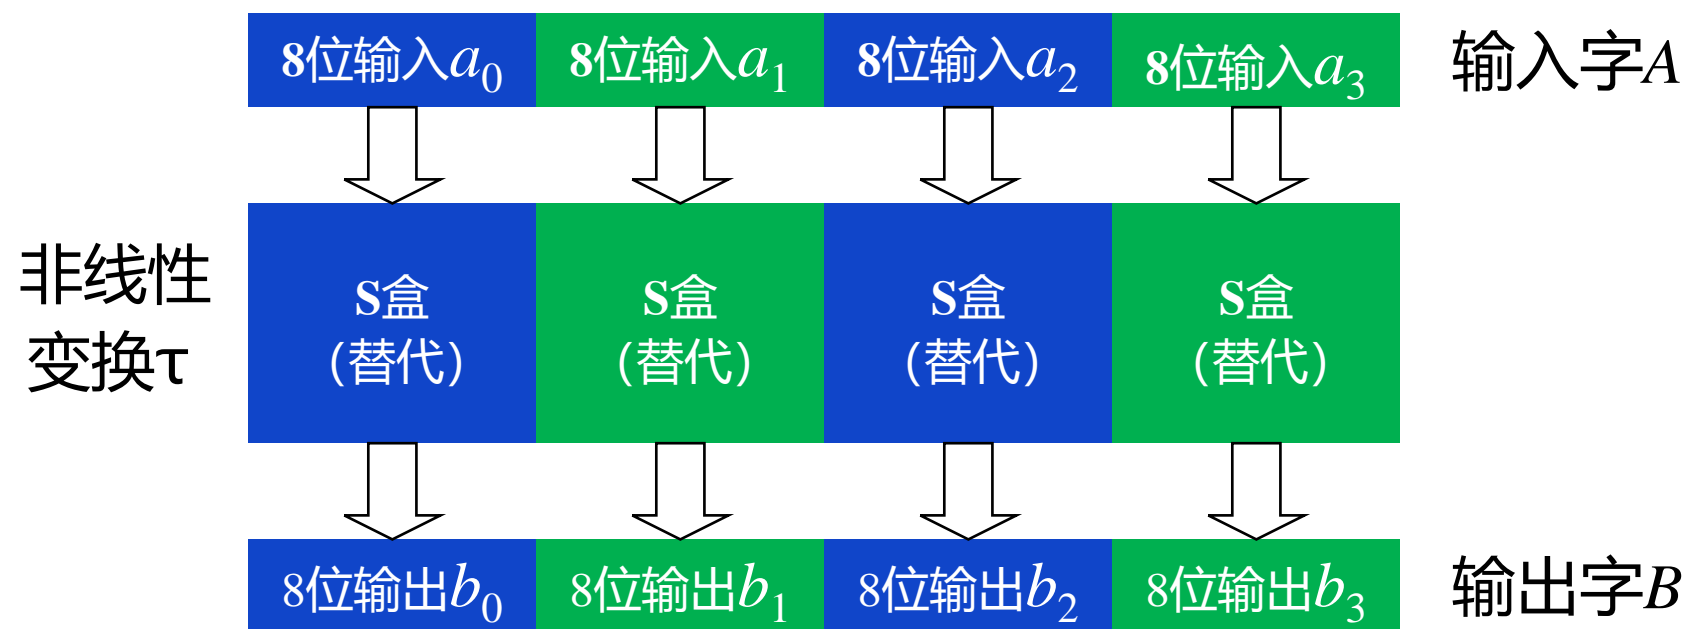 8位输入a0 8位输入a1 8位输入a2 8位输入a3 输入字A
非线性
变换τ
S盒 S盒 S盒 S盒
(替代) (替代) (替代) (替代)
8位输出b0 8位输出b1 8位输出b2 8位输出b3 输出字B